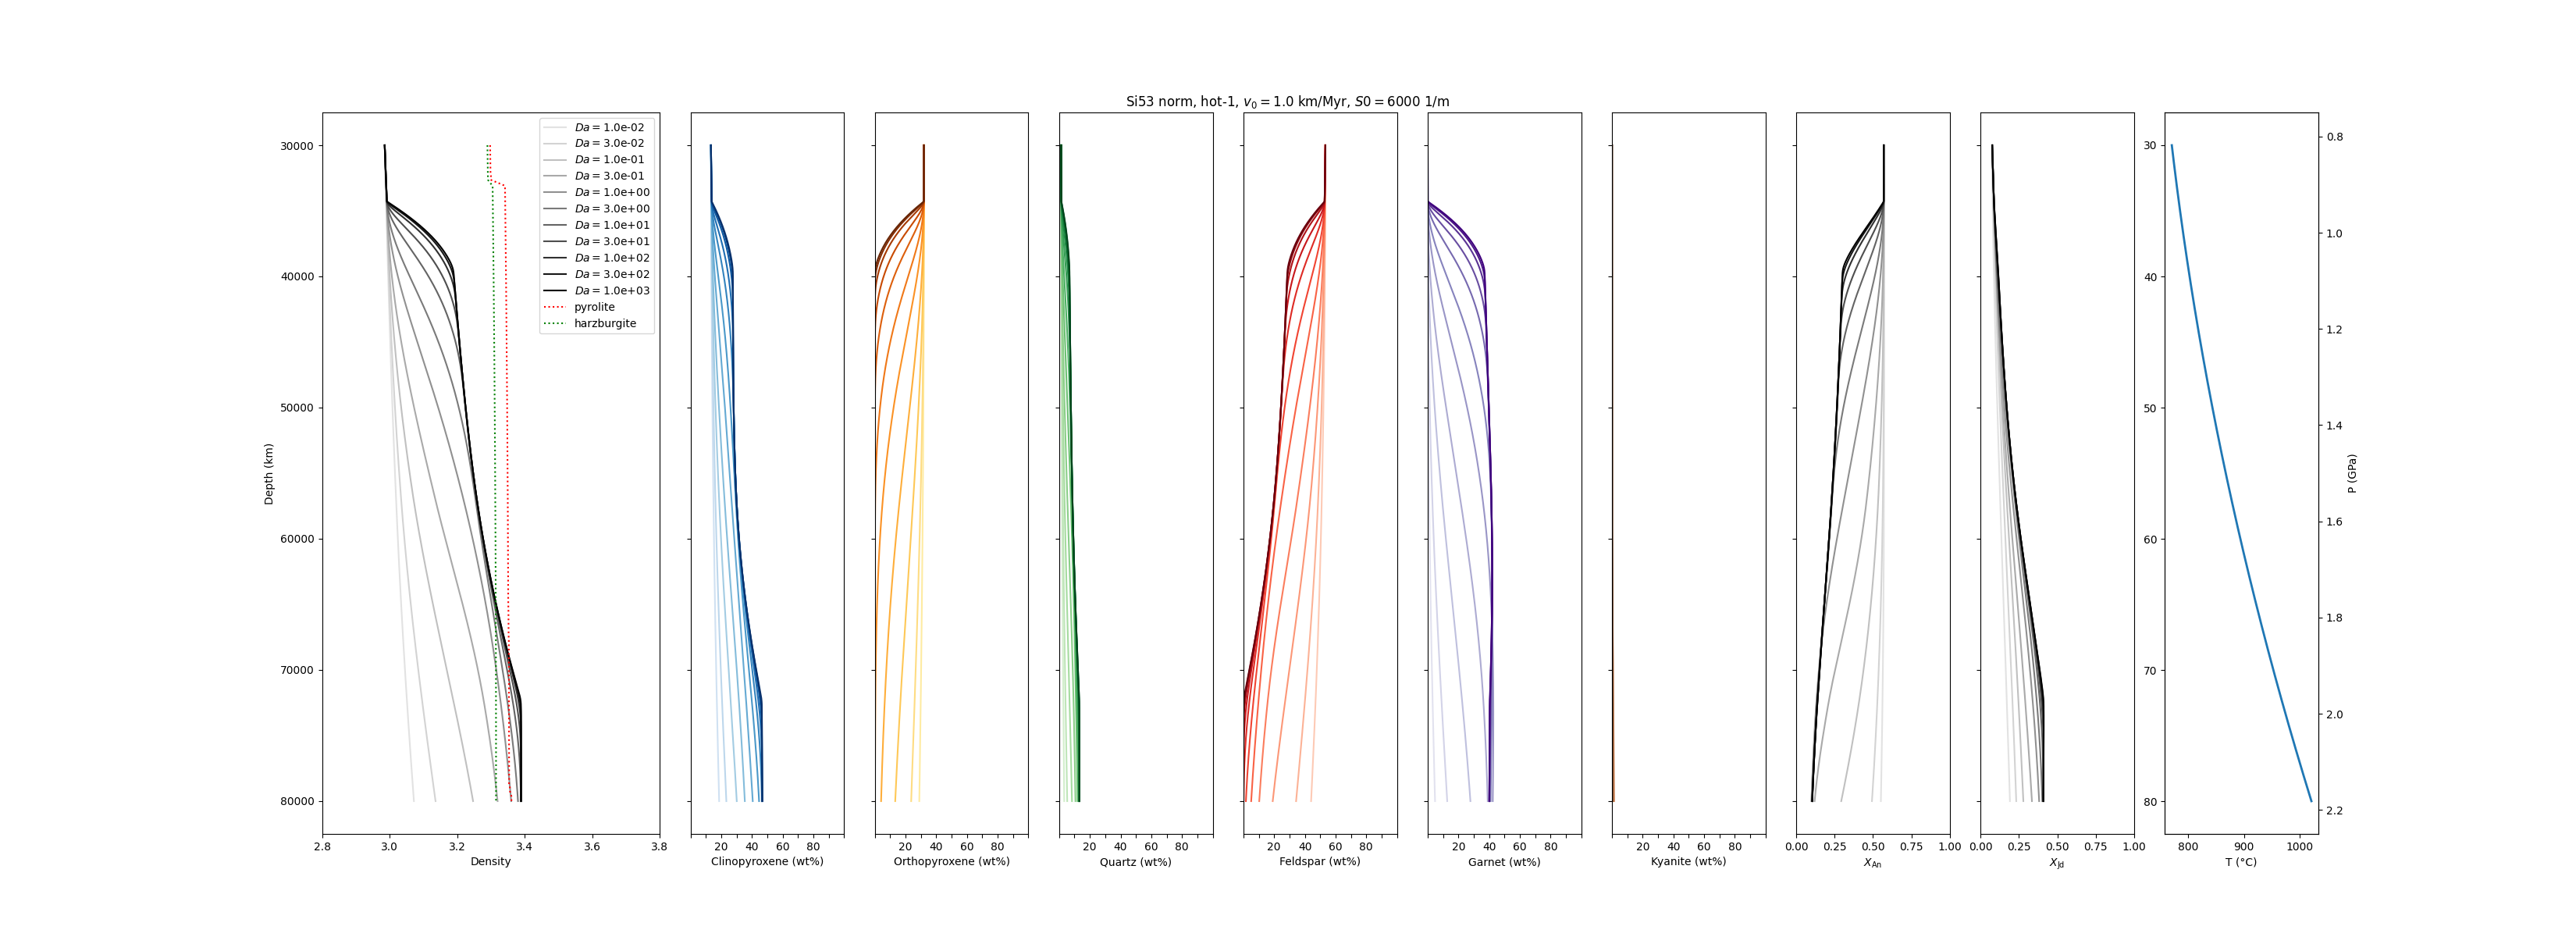 Si53 norm, hot-1, v₀ = 1.0 km/Myr, S0 = 6000 1/m
Da = 1.0e-02
Da = 3.0e-02
Da = 1.0e-01
Da = 3.0e-01
Da = 1.0e+00
Da = 3.0e+00
Da = 1.0e+01
Da = 3.0e+01
Da = 1.0e+02
Da = 3.0e+02
Da = 1.0e+03
pyrolite
harzburgite
Depth (km)
30000
40000
50000
60000
70000
80000
2.8 3.0 3.2 3.4 3.6 3.8
Density
20 40 60 80
Clinopyroxene (wt%)
20 40 60 80
Orthopyroxene (wt%)
20 40 60 80
Quartz (wt%)
20 40 60 80
Feldspar (wt%)
20 40 60 80
Garnet (wt%)
20 40 60 80
Kyanite (wt%)
0.00 0.25 0.50 0.75 1.00
X_An
0.00 0.25 0.50 0.75 1.00
X_Jd
30
40
50
60
70
80
800 900 1000
T (°C)
0.8
1.0
1.2
1.4
1.6
1.8
2.0
2.2
P (GPa)